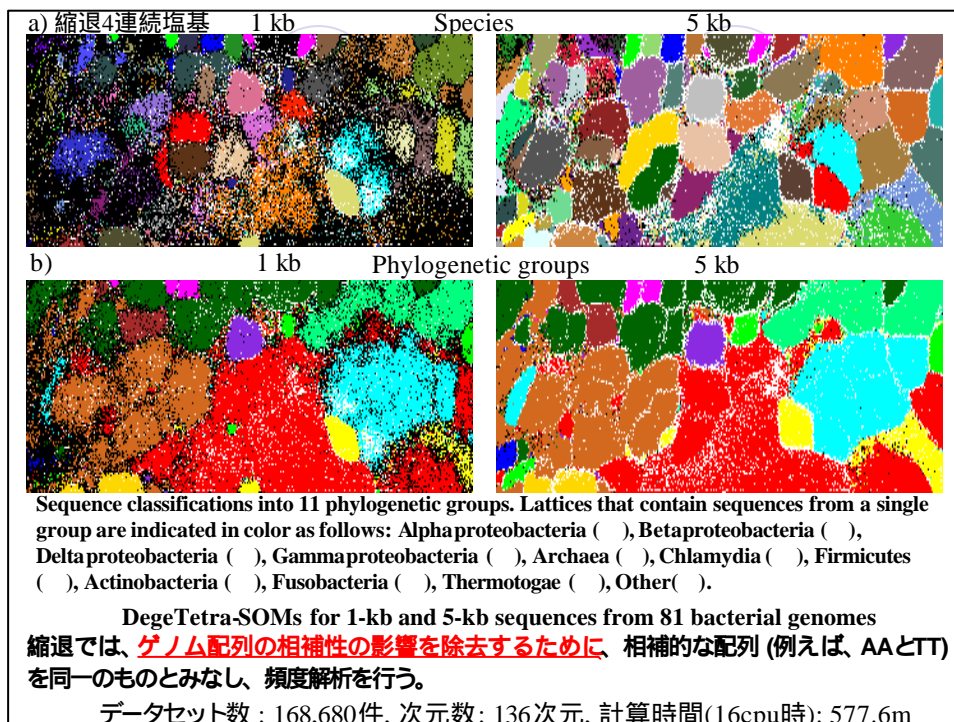 a) 縮退4連続塩基 1 kb Species 5 kb
b) 1 kb Phylogenetic groups 5 kb
Sequence classifications into 11 phylogenetic groups. Lattices that contain sequences from a single
group are indicated in color as follows: Alphaproteobacteria ( ), Betaproteobacteria ( ),
Deltaproteobacteria ( ), Gammaproteobacteria ( ), Archaea ( ), Chlamydia ( ), Firmicutes
( ), Actinobacteria ( ), Fusobacteria ( ), Thermotogae ( ), Other( ).
DegeTetra-SOMs for 1-kb and 5-kb sequences from 81 bacterial genomes
縮退では、ゲノム配列の相補性の影響を除去するために、相補的な配列 (例えば、AAとTT)
を同一のものとみなし、頻度解析を行う。
データセット数 : 168,680件, 次元数: 136次元, 計算時間(16cpu時): 577.6m